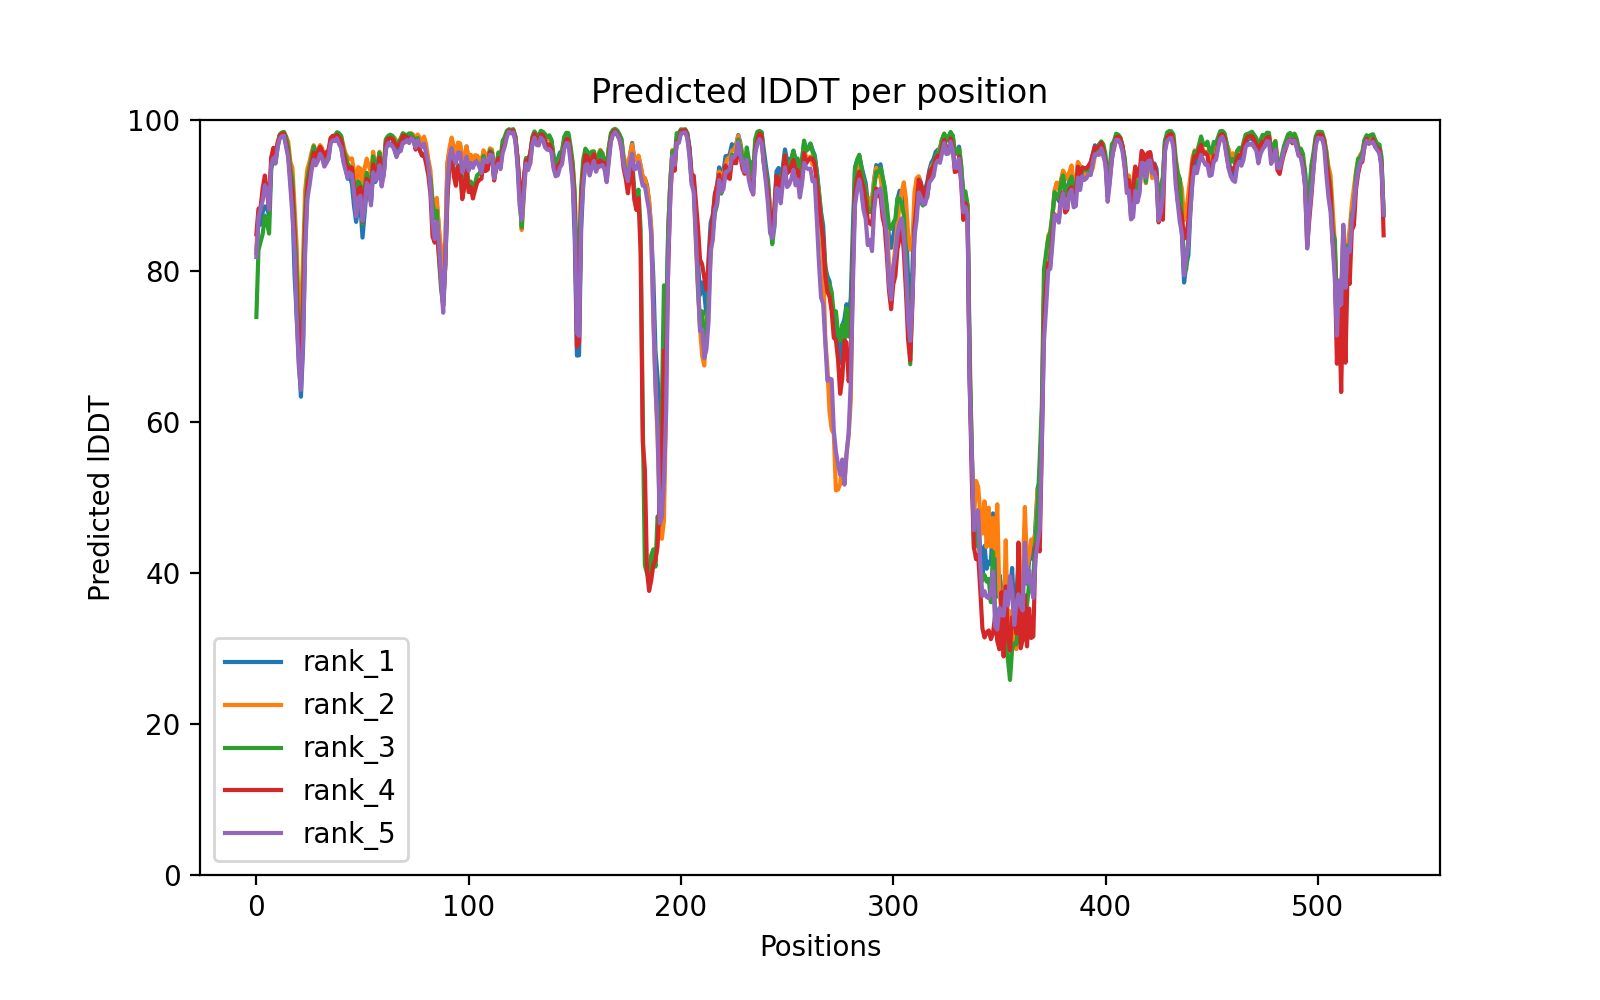 Predicted lDDT per position
100
80
60
40
20
0
Predicted lDDT
rank_1
rank_2
rank_3
rank_4
rank_5
0 100 200 300 400 500
Positions